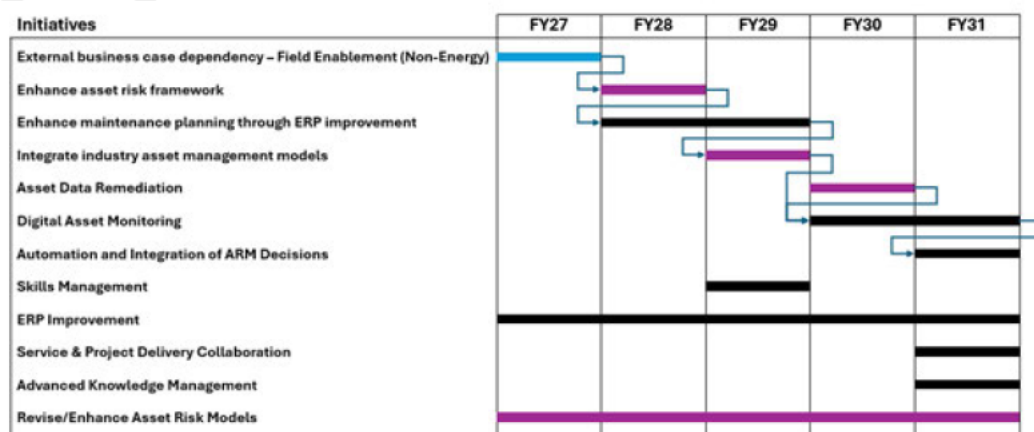 Initiatives FY27 FY28 FY29 FY30 FY31
External business case dependency – Field Enablement (Non-Energy)
Enhance asset risk framework
Enhance maintenance planning through ERP improvement
Integrate industry asset management models
Asset Data Remediation
Digital Asset Monitoring
Automation and Integration of ARM Decisions
Skills Management
ERP Improvement
Service & Project Delivery Collaboration
Advanced Knowledge Management
Revise/Enhance Asset Risk Models